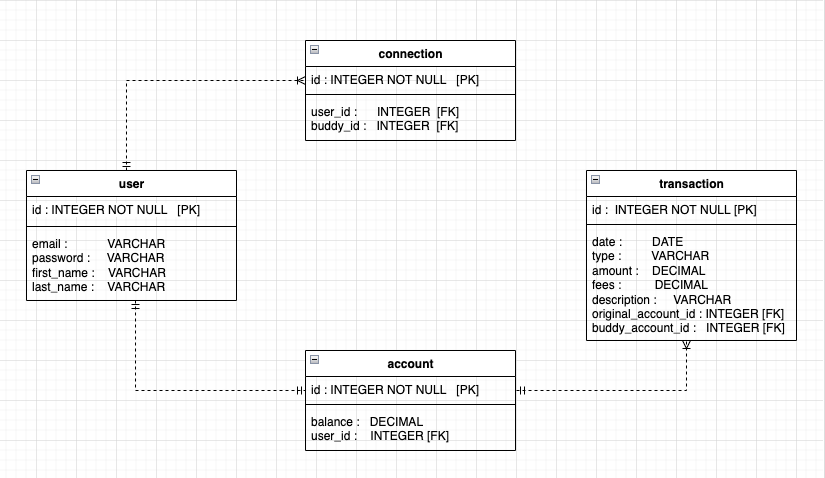 connection
id : INTEGER NOT NULL [PK]
user_id : INTEGER [FK]
buddy_id : INTEGER [FK]
user
id : INTEGER NOT NULL [PK]
email : VARCHAR
password : VARCHAR
first_name : VARCHAR
last_name : VARCHAR
transaction
id : INTEGER NOT NULL [PK]
date : DATE
type : VARCHAR
amount : DECIMAL
fees : DECIMAL
description : VARCHAR
original_account_id : INTEGER [FK]
buddy_account_id : INTEGER [FK]
account
id : INTEGER NOT NULL [PK]
balance : DECIMAL
user_id : INTEGER [FK]